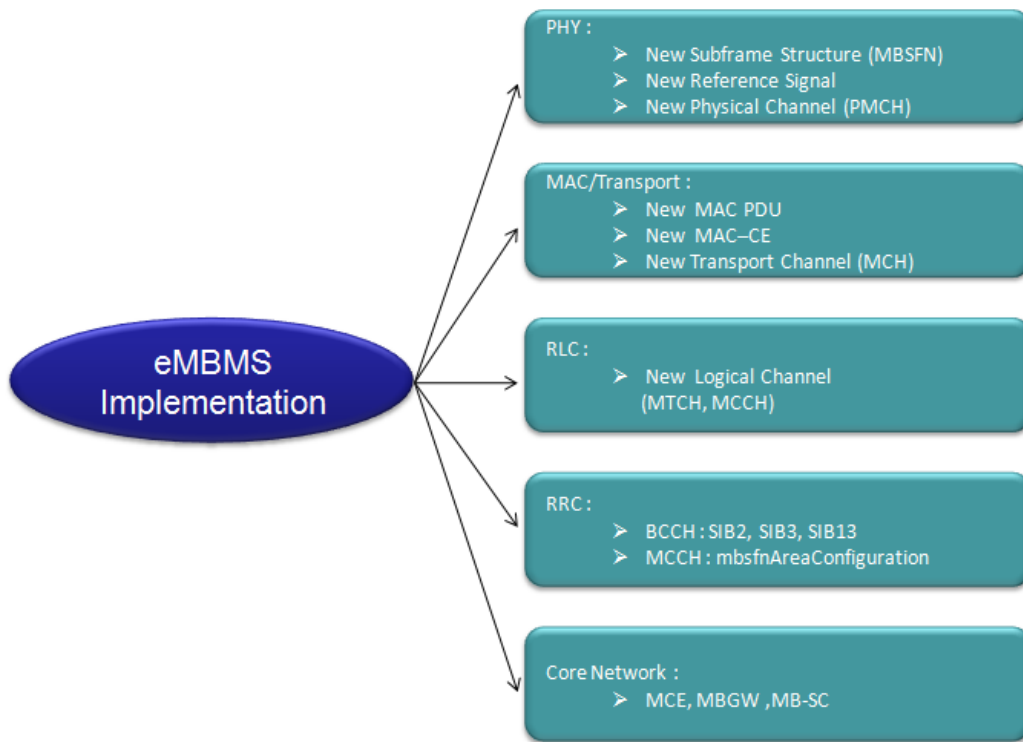 eMBMS
Implementation
PHY :
➢ New Subframe Structure (MBSFN)
➢ New Reference Signal
➢ New Physical Channel (PMCH)
MAC/Transport :
➢ New MAC PDU
➢ New MAC–CE
➢ New Transport Channel (MCH)
RLC :
➢ New Logical Channel
(MTCH, MCCH)
RRC :
➢ BCCH : SIB2, SIB3, SIB13
➢ MCCH : mbsfnAreaConfiguration
Core Network :
➢ MCE, MBGW ,MB-SC